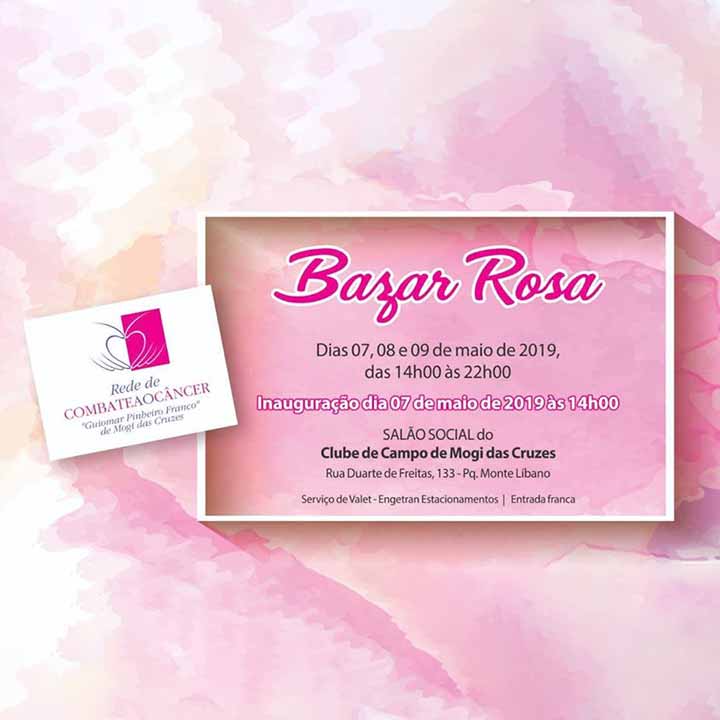 Bazar Rosa
Dias 07, 08 e 09 de maio de 2019,
das 14h00 às 22h00
Inauguração dia 07 de maio de 2019 às 14h00
SALÃO SOCIAL do
Clube de Campo de Mogi das Cruzes
Rua Duarte de Freitas, 133 - Pq. Monte Líbano
Serviço de Valet - Engetran Estacionamentos | Entrada franca
Rede de
COMBATEAOCÂNCER
"Guiomar Pinheiro Franco"
de Mogi das Cruzes